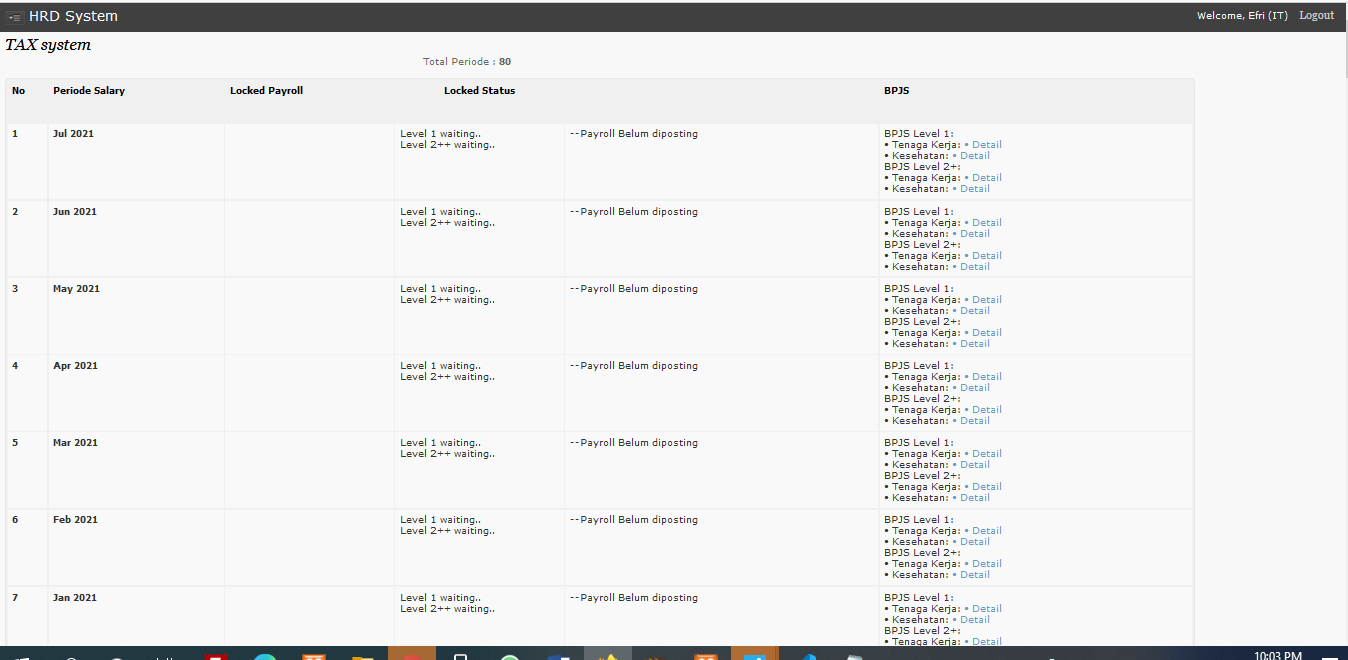 HRD System
Welcome, Efri (IT) Logout
TAX system
Total Periode : 80
No Periode Salary Locked Payroll Locked Status BPJS
1 Jul 2021 Level 1 waiting.. --Payroll Belum diposting BPJS Level 1:
Level 2++ waiting.. • Tenaga Kerja: • Detail
• Kesehatan: • Detail
BPJS Level 2+:
• Tenaga Kerja: • Detail
• Kesehatan: • Detail
2 Jun 2021 Level 1 waiting.. --Payroll Belum diposting BPJS Level 1:
Level 2++ waiting.. • Tenaga Kerja: • Detail
• Kesehatan: • Detail
BPJS Level 2+:
• Tenaga Kerja: • Detail
• Kesehatan: • Detail
3 May 2021 Level 1 waiting.. --Payroll Belum diposting BPJS Level 1:
Level 2++ waiting.. • Tenaga Kerja: • Detail
• Kesehatan: • Detail
BPJS Level 2+:
• Tenaga Kerja: • Detail
• Kesehatan: • Detail
4 Apr 2021 Level 1 waiting.. --Payroll Belum diposting BPJS Level 1:
Level 2++ waiting.. • Tenaga Kerja: • Detail
• Kesehatan: • Detail
BPJS Level 2+:
• Tenaga Kerja: • Detail
• Kesehatan: • Detail
5 Mar 2021 Level 1 waiting.. --Payroll Belum diposting BPJS Level 1:
Level 2++ waiting.. • Tenaga Kerja: • Detail
• Kesehatan: • Detail
BPJS Level 2+:
• Tenaga Kerja: • Detail
• Kesehatan: • Detail
6 Feb 2021 Level 1 waiting.. --Payroll Belum diposting BPJS Level 1:
Level 2++ waiting.. • Tenaga Kerja: • Detail
• Kesehatan: • Detail
BPJS Level 2+:
• Tenaga Kerja: • Detail
• Kesehatan: • Detail
7 Jan 2021 Level 1 waiting.. --Payroll Belum diposting BPJS Level 1:
Level 2++ waiting.. • Tenaga Kerja: • Detail
• Kesehatan: • Detail
BPJS Level 2+:
• Tenaga Kerja: • Detail
10:03 PM